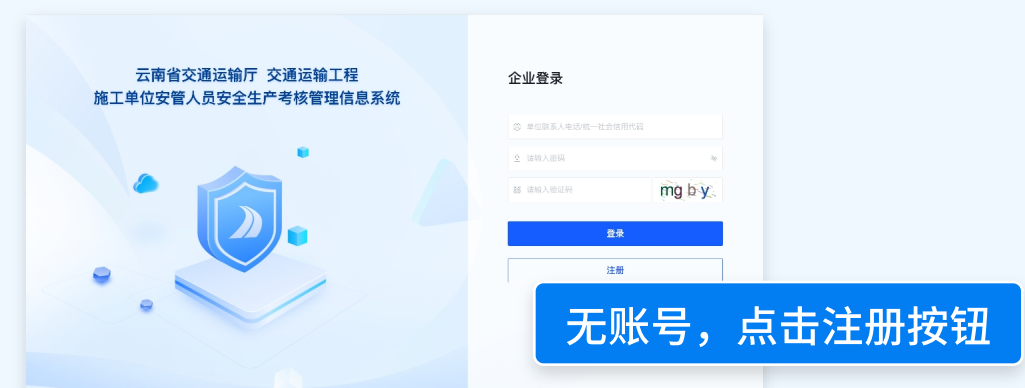 云南省交通运输厅 交通运输工程
施工单位安管人员安全生产考核管理信息系统
企业登录
单位联系人电话/统一社会信用代码
请输入密码
请输入验证码
mg b y
登录
注册
无账号，点击注册按钮